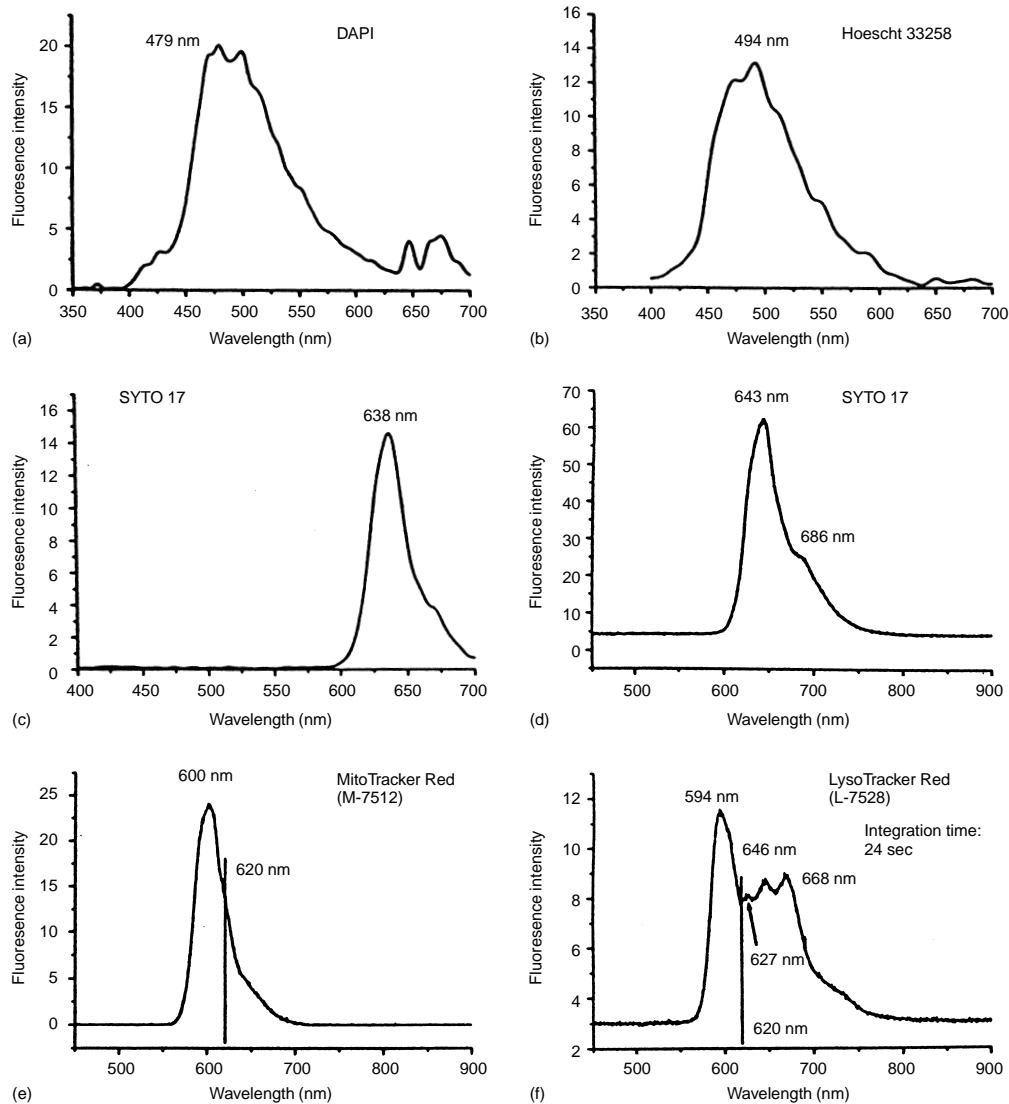 DAPI
479 nm
Fluoresence intensity
20
15
10
5
0
350 400 450 500 550 600 650 700
Wavelength (nm)
(a)
Hoescht 33258
494 nm
Fluoresence intensity
16
14
12
10
8
6
4
2
0
350 400 450 500 550 600 650 700
Wavelength (nm)
(b)
SYTO 17
638 nm
Fluoresence intensity
16
14
12
10
8
6
4
2
0
400 450 500 550 600 650 700
Wavelength (nm)
(c)
643 nm
SYTO 17
686 nm
Fluoresence intensity
70
60
50
40
30
20
10
0
500 600 700 800 900
Wavelength (nm)
(d)
600 nm
MitoTracker Red
(M-7512)
620 nm
Fluoresence intensity
25
20
15
10
5
0
500 600 700 800 900
Wavelength (nm)
(e)
LysoTracker Red
(L-7528)
594 nm
Integration time:
24 sec
646 nm
668 nm
627 nm
620 nm
Fluoresence intensity
12
10
8
6
4
2
500 600 700 800 900
Wavelength (nm)
(f)